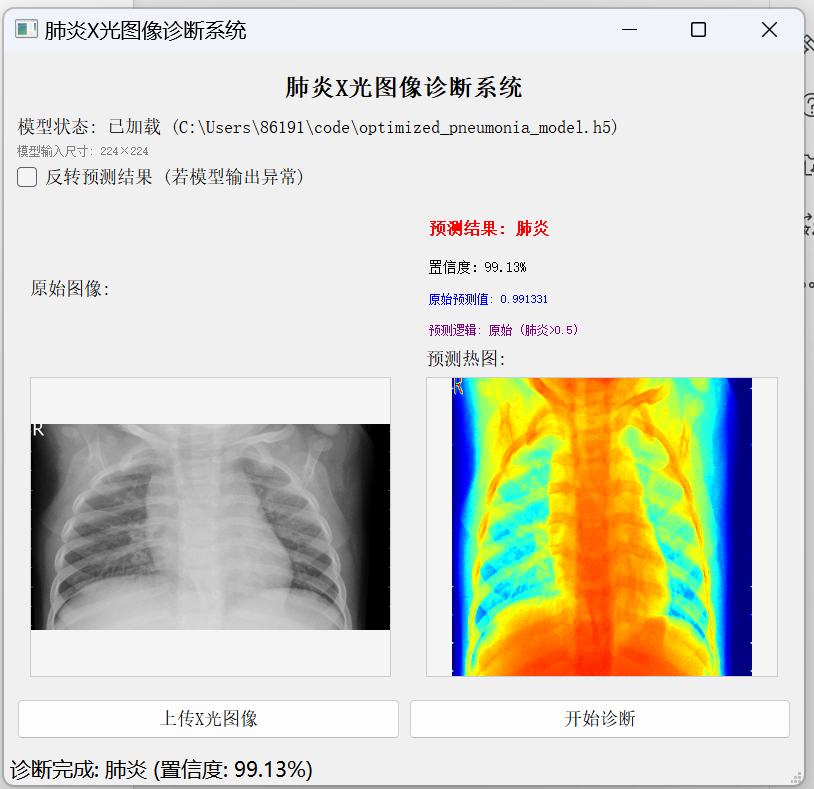 肺炎X光图像诊断系统
肺炎X光图像诊断系统
模型状态: 已加载 (C:\Users\86191\code\optimized_pneumonia_model.h5)
模型输入尺寸: 224×224
反转预测结果 (若模型输出异常)
预测结果: 肺炎
置信度: 99.13%
原始预测值: 0.991331
预测逻辑: 原始 (肺炎>0.5)
原始图像:
预测热图:
R
R
上传X光图像
开始诊断
诊断完成: 肺炎 (置信度: 99.13%)